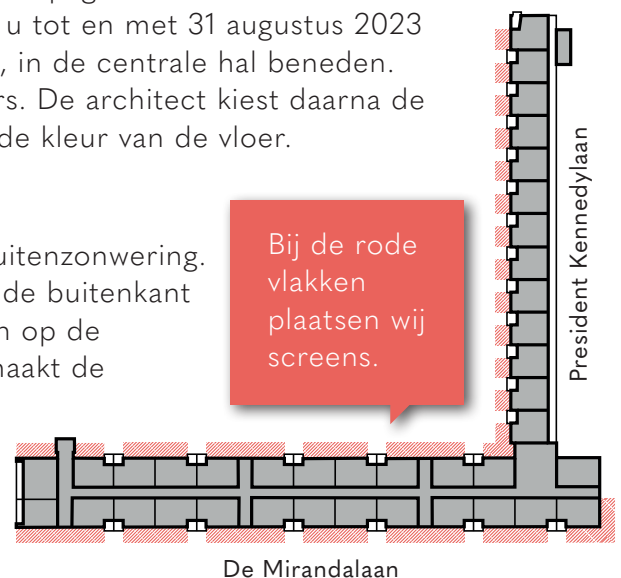 u tot en met 31 augustus 2023
, in de centrale hal beneden.
rs. De architect kiest daarna de
de kleur van de vloer.
uitenzonwering.
de buitenkant
n op de
naakt de
Bij de rode
vlakken
plaatsen wij
screens.
President Kennedylaan
De Mirandalaan